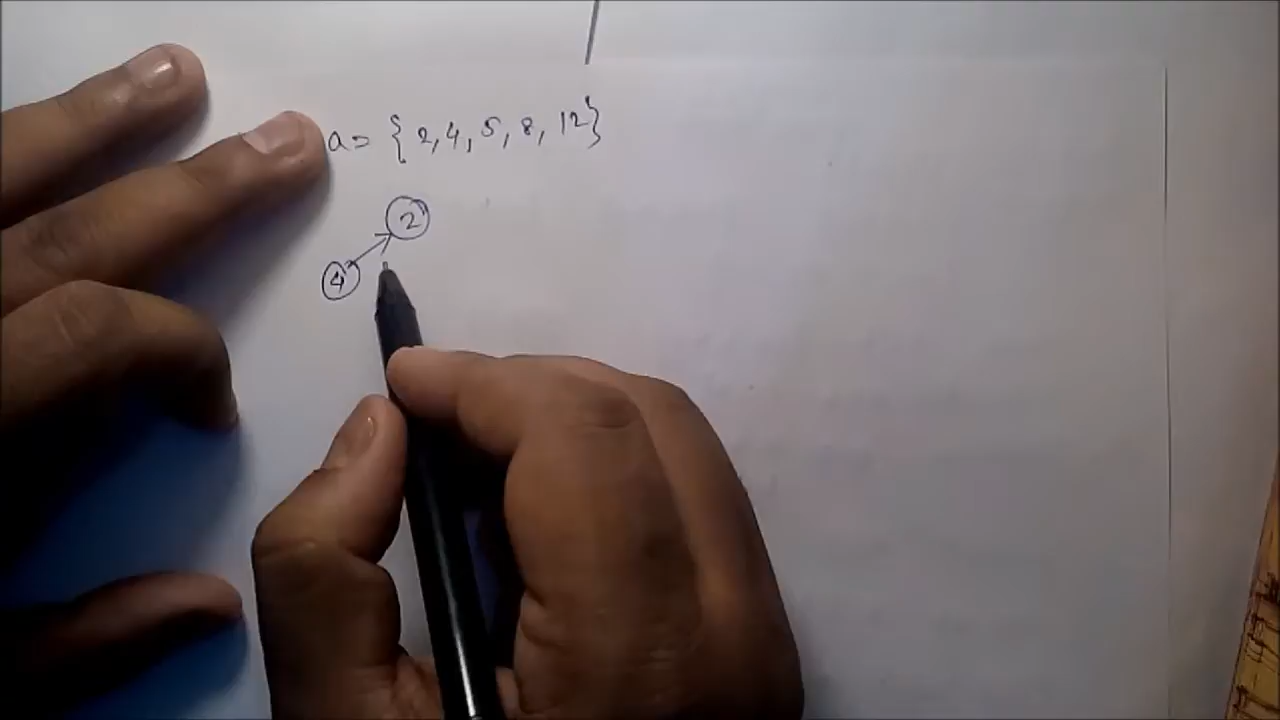 a = { 2, 4, 5, 8, 12}
2
4